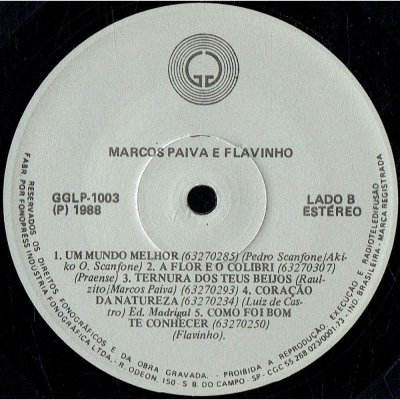 MARCOS PAIVA E FLAVINHO
GGLP-1003
(P) 1988
LADO B
ESTÉREO
1. UM MUNDO MELHOR (63270285) (Pedro Scanfone/Aki-
ko O. Scanfone) 2. A FLOR E O COLIBRI (63270307)
(Praense) 3. TERNURA DOS TEUS BEIJOS (Raul-
zito/Marcos Paiva) (63270293) 4. CORAÇÃO
DA NATUREZA (63270234) (Luiz de Cas-
tro) Ed. Madrigal 5. COMO FOI BOM
TE CONHECER (63270250)
(Flavinho).
RESERVADOS OS DIREITOS FONOGRÁFICOS E DA OBRA GRAVADA. - PROIBIDA A REPRODUÇÃO, EXECUÇÃO E RADIOTELEDIFUSÃO
FABR. POR FONOPRESS INDÚSTRIA FONOGRÁFICA LTDA., - R. ODEON, 150 - S. B. DO CAMPO - SP - CGC 55 268 023/0001-73 - IND. BRASILEIRA - MARCA REGISTRADA